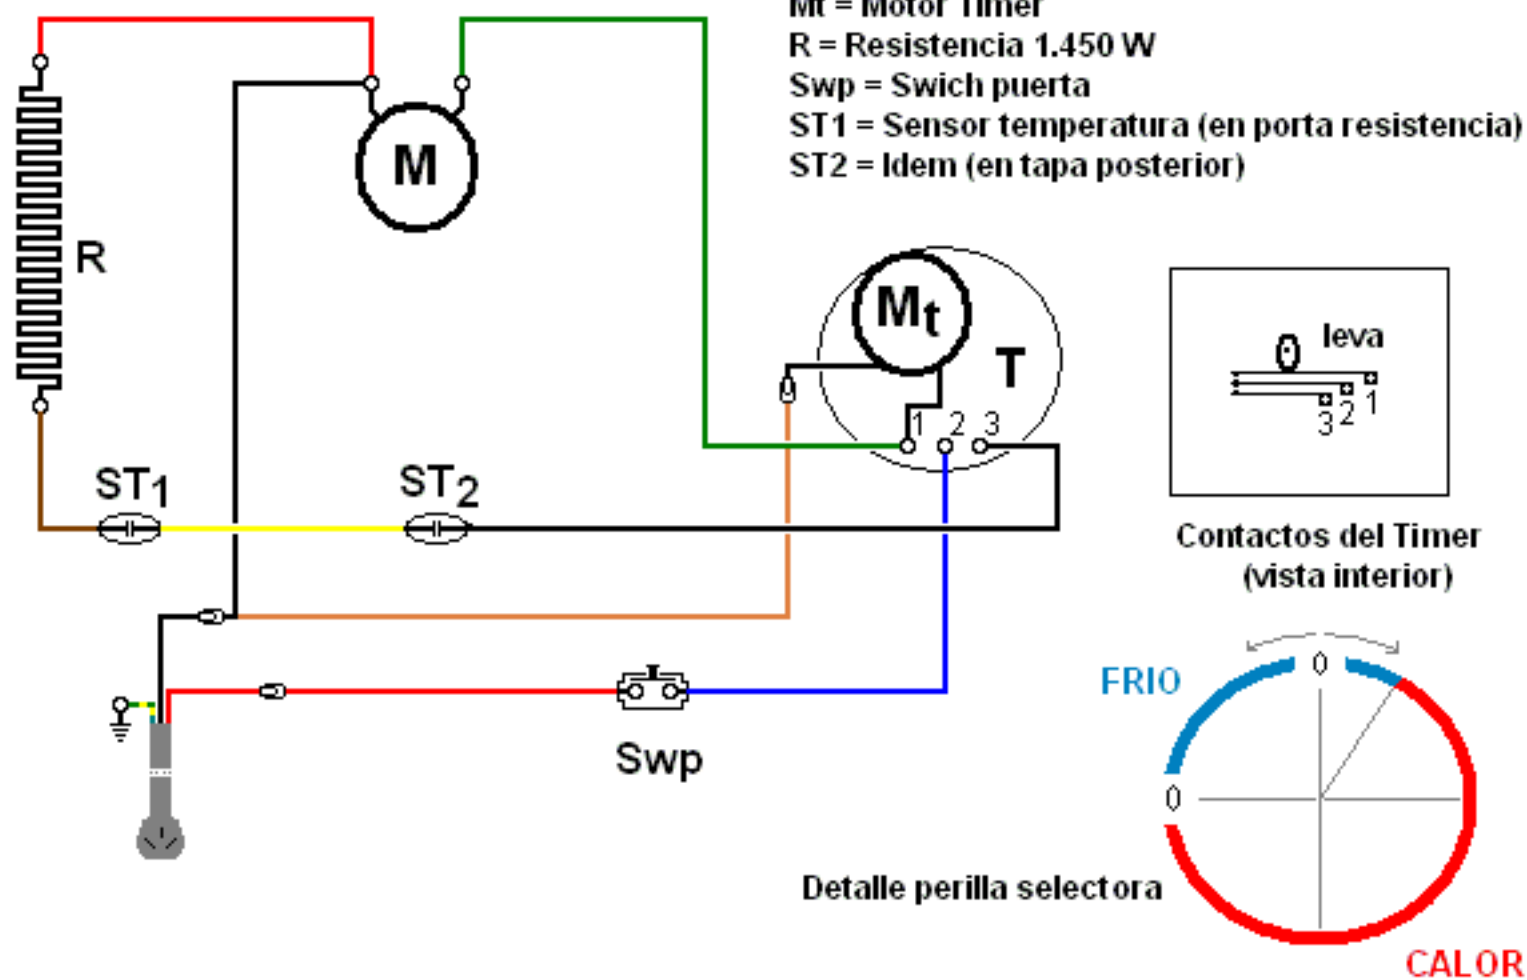 Mt = Motor Timer
R = Resistencia 1.450 W
Swp = Swich puerta
ST1 = Sensor temperatura (en porta resistencia)
ST2 = Idem (en tapa posterior)
M
R
Mt
T
1 2 3
leva
3 2 1
ST1
ST2
Contactos del Timer
(vista interior)
0
FRIO
0
Swp
Detalle perilla selectora
CALOR